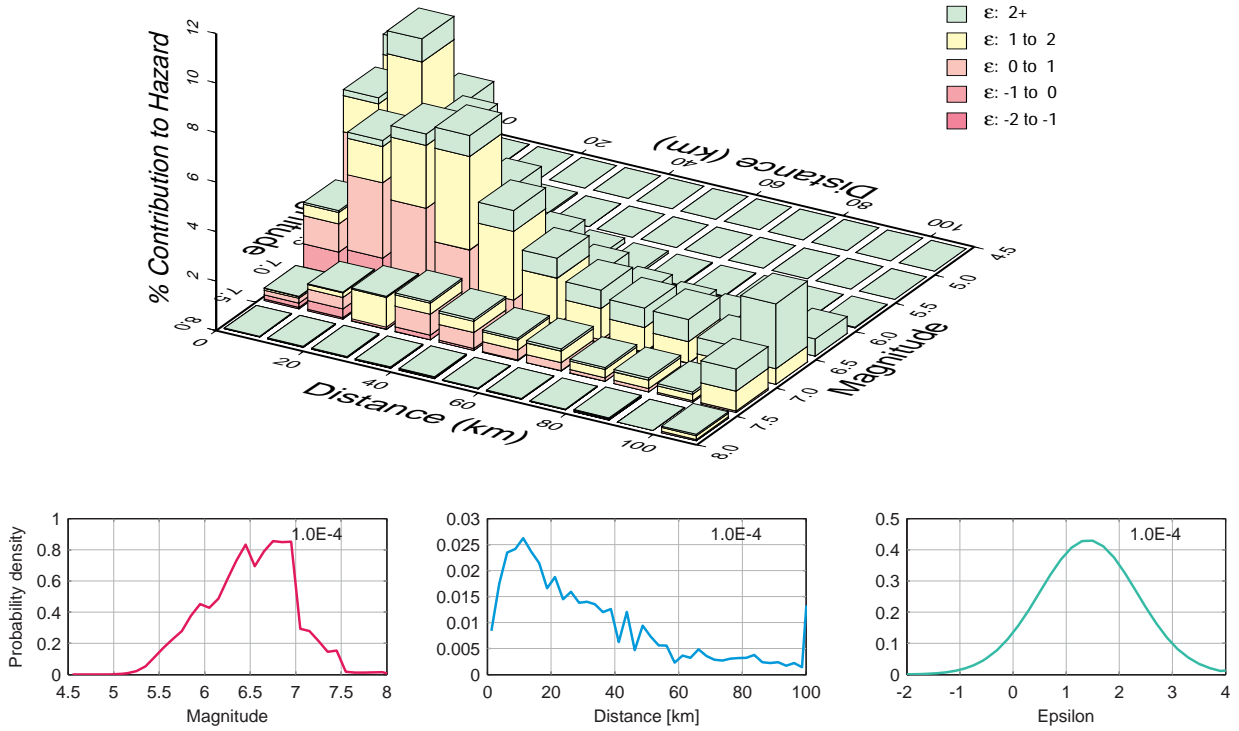 ε: 2+
ε: 1 to 2
ε: 0 to 1
ε: -1 to 0
ε: -2 to -1
% Contribution to Hazard
12
10
8
6
4
2
0
Distance (km)
0
20
40
60
80
100
Magnitude
4.5
5.0
5.5
6.0
6.5
7.0
7.5
8.0
Distance (km)
0
20
40
60
80
100
7.0
7.5
8
Probability density
1
0.8
0.6
0.4
0.2
0
4.5 5 5.5 6 6.5 7 7.5 8
Magnitude
1.0E-4
0.03
0.025
0.02
0.015
0.01
0.005
0
0 20 40 60 80 100
Distance [km]
1.0E-4
0.5
0.4
0.3
0.2
0.1
0
-2 -1 0 1 2 3 4
Epsilon
1.0E-4